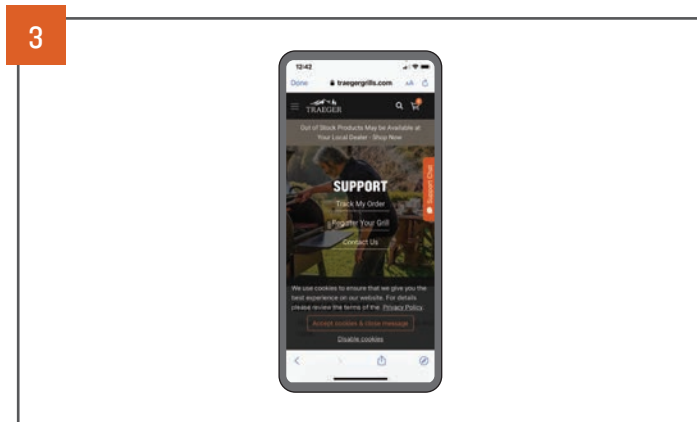 3
12:42
Done
traegergrills.com
AA
TRAEGER
Out of Stock Products May be Available at
Your Local Dealer - Shop Now
SUPPORT
Track My Order
Register Your Grill
Contact Us
Support Chat
We use cookies to ensure that we give you the
best experience on our website. For details
please review the terms of the Privacy Policy
Accept cookies & close message
Disable cookies